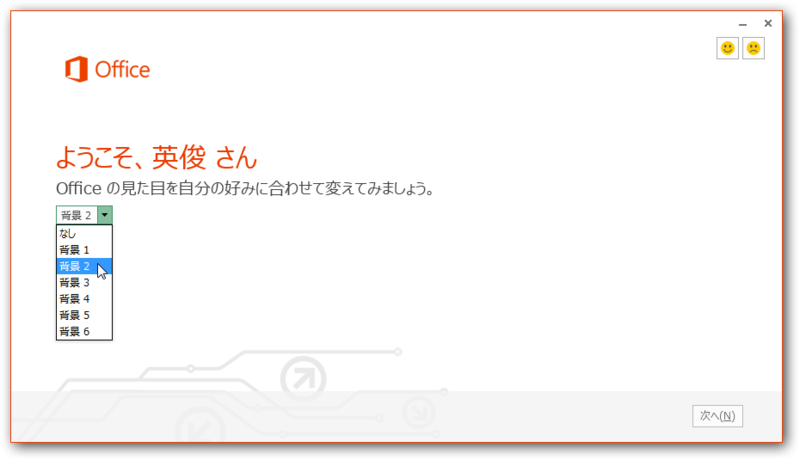 Office
ようこそ、英俊 さん
Office の見た目を自分の好みに合わせて変えてみましょう。
背景 2
なし
背景 1
背景 2
背景 3
背景 4
背景 5
背景 6
次へ(N)